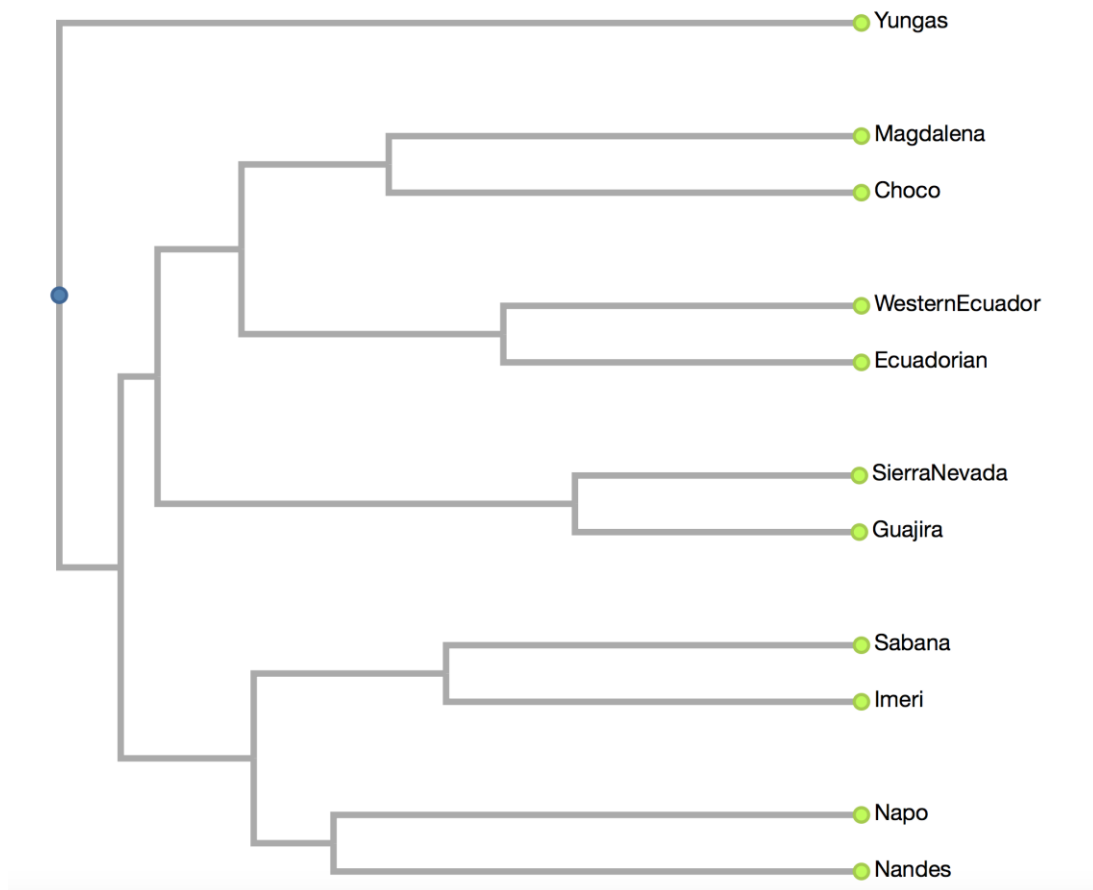 Yungas
Magdalena
Choco
WesternEcuador
Ecuadorian
SierraNevada
Guajira
Sabana
Imeri
Napo
Nandes